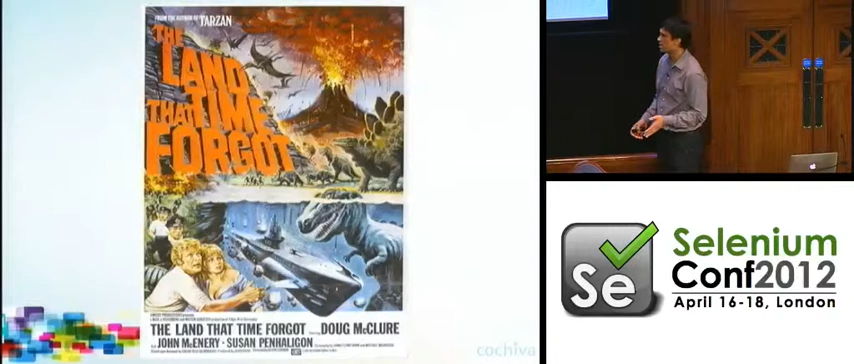 FROM THE AUTHOR OF TARZAN
THE
LAND
THAT TIME
FORGOT
THE LAND THAT TIME FORGOT
DOUG McCLURE
JOHN McENERY · SUSAN PENHALIGON
cochiva
Se
Selenium
Conf2012
April 16-18, London